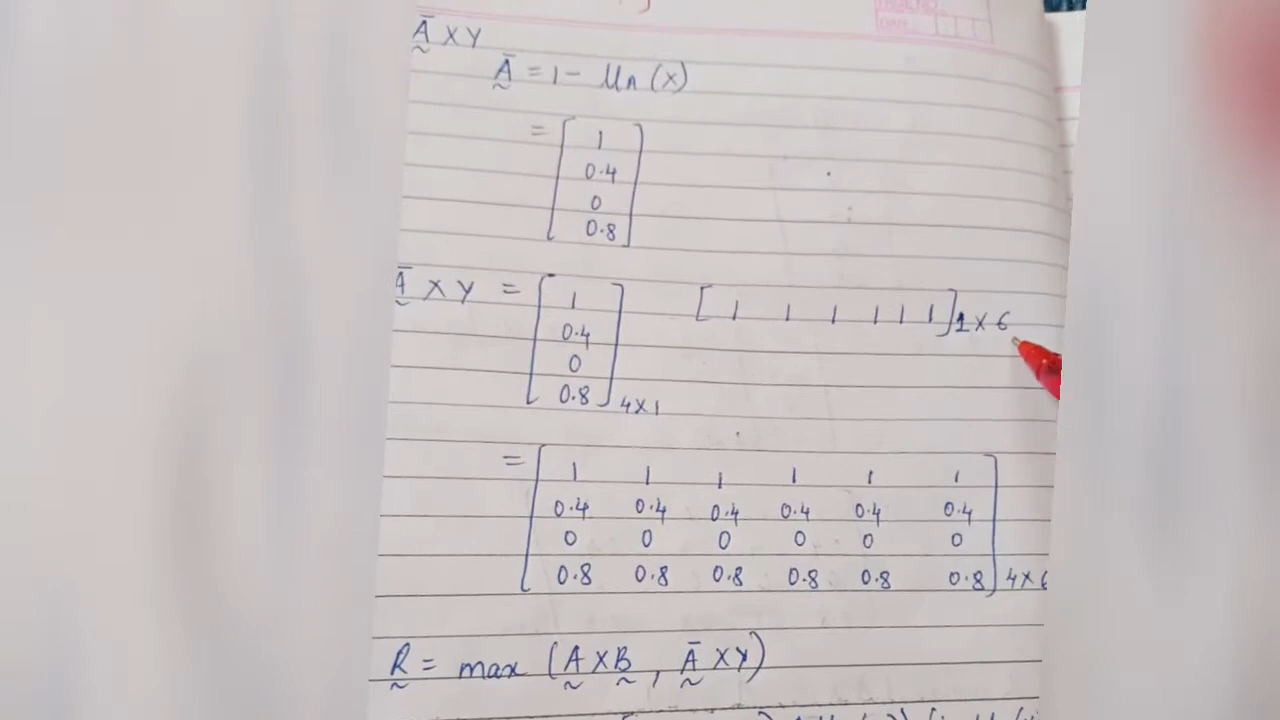 Ā X Y
Ā = 1 - μA (x)
= [ 1
0.4
0
0.8 ]
Ā X Y = [ 1 0.4 0 0.8 ] 4X1 [ 1 1 1 1 1 1 ] 1X6
= [ 1 1 1 1 1 1
0.4 0.4 0.4 0.4 0.4 0.4
0 0 0 0 0 0
0.8 0.8 0.8 0.8 0.8 0.8 ] 4X6
R = max (A X B , Ā X Y)